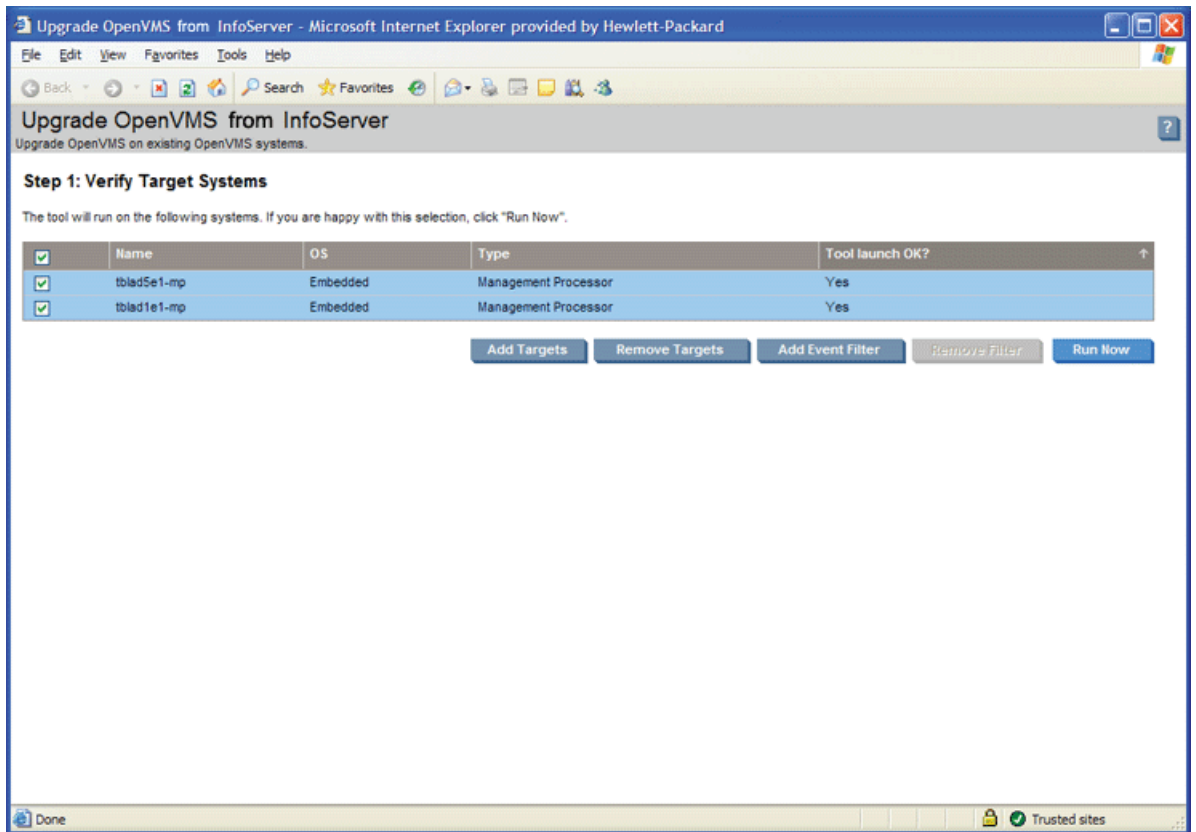 Upgrade OpenVMS from InfoServer - Microsoft Internet Explorer provided by Hewlett-Packard
File Edit View Favorites Tools Help
Back Search Favorites
Upgrade OpenVMS from InfoServer
?
Upgrade OpenVMS on existing OpenVMS systems.
Step 1: Verify Target Systems
The tool will run on the following systems. If you are happy with this selection, click "Run Now".
Name OS Type Tool launch OK? ↑
tblad5e1-mp Embedded Management Processor Yes
tblad1e1-mp Embedded Management Processor Yes
Add Targets Remove Targets Add Event Filter Remove Filter Run Now
Done Trusted sites